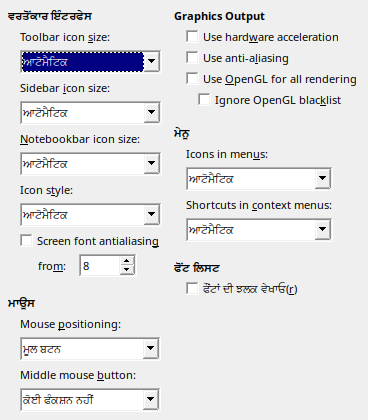 ਵਰਤੋਂਕਾਰ ਇੰਟਰਫੇਸ
Toolbar icon size:
ਆਟੋਮੈਟਿਕ
Sidebar icon size:
ਆਟੋਮੈਟਿਕ
Notebookbar icon size:
ਆਟੋਮੈਟਿਕ
Icon style:
ਆਟੋਮੈਟਿਕ
Screen font antialiasing
from: 8
ਮਾਊਸ
Mouse positioning:
ਮੂਲ ਬਟਨ
Middle mouse button:
ਕੋਈ ਫੰਕਸ਼ਨ ਨਹੀਂ
Graphics Output
Use hardware acceleration
Use anti-aliasing
Use OpenGL for all rendering
Ignore OpenGL blacklist
ਮੇਨੂ
Icons in menus:
ਆਟੋਮੈਟਿਕ
Shortcuts in context menus:
ਆਟੋਮੈਟਿਕ
ਫੋਂਟ ਲਿਸਟ
ਫੌਂਟਾਂ ਦੀ ਝਲਕ ਵੇਖਾਓ(r)